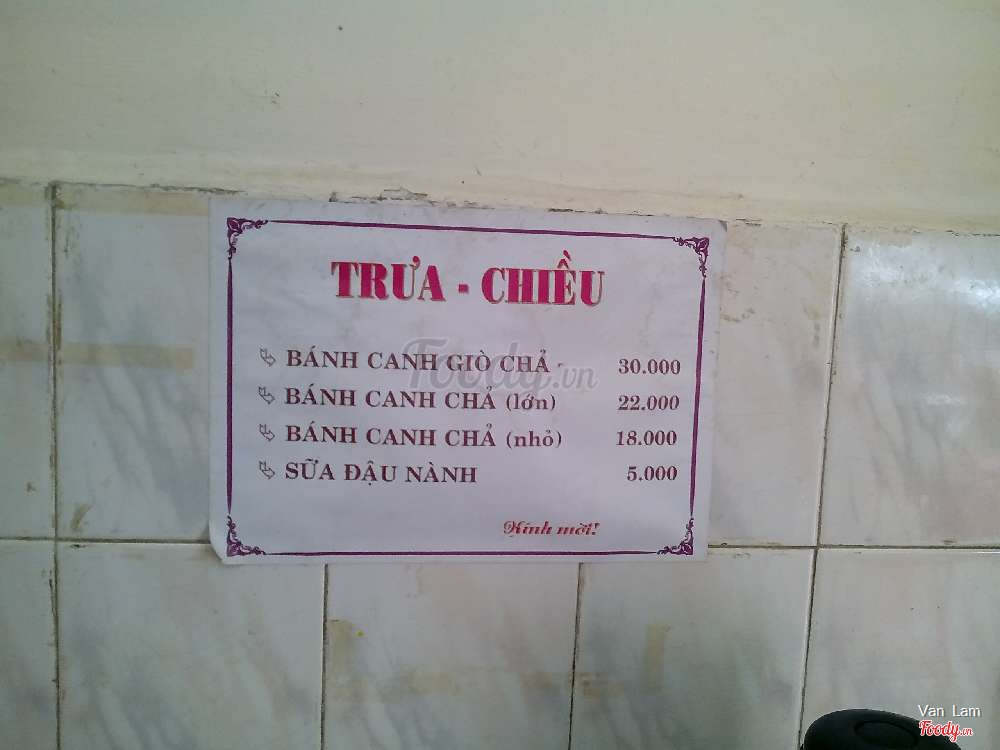 TRƯA - CHIỀU
BÁNH CANH GIÒ CHẢ - 30.000
BÁNH CANH CHẢ (lớn) 22.000
BÁNH CANH CHẢ (nhỏ) 18.000
SỮA ĐẬU NÀNH 5.000
Kính mời!
Foody.vn
Van Lam
Foody.vn